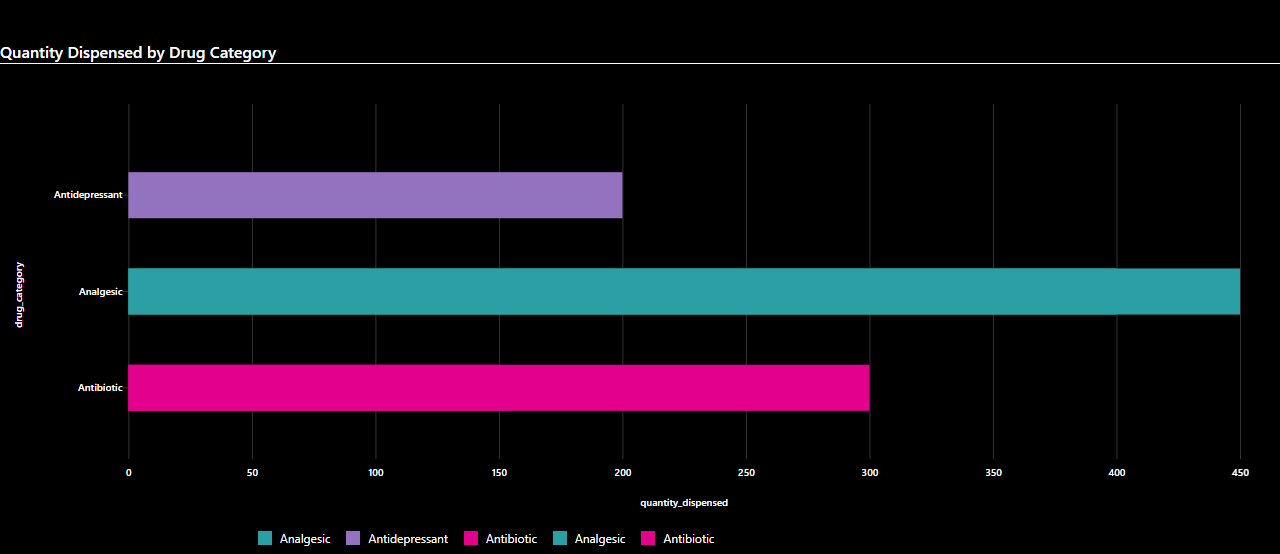 Quantity Dispensed by Drug Category
Antidepressant
Analgesic
Antibiotic
drug_category
0 50 100 150 200 250 300 350 400 450
quantity_dispensed
Analgesic Antidepressant Antibiotic Analgesic Antibiotic